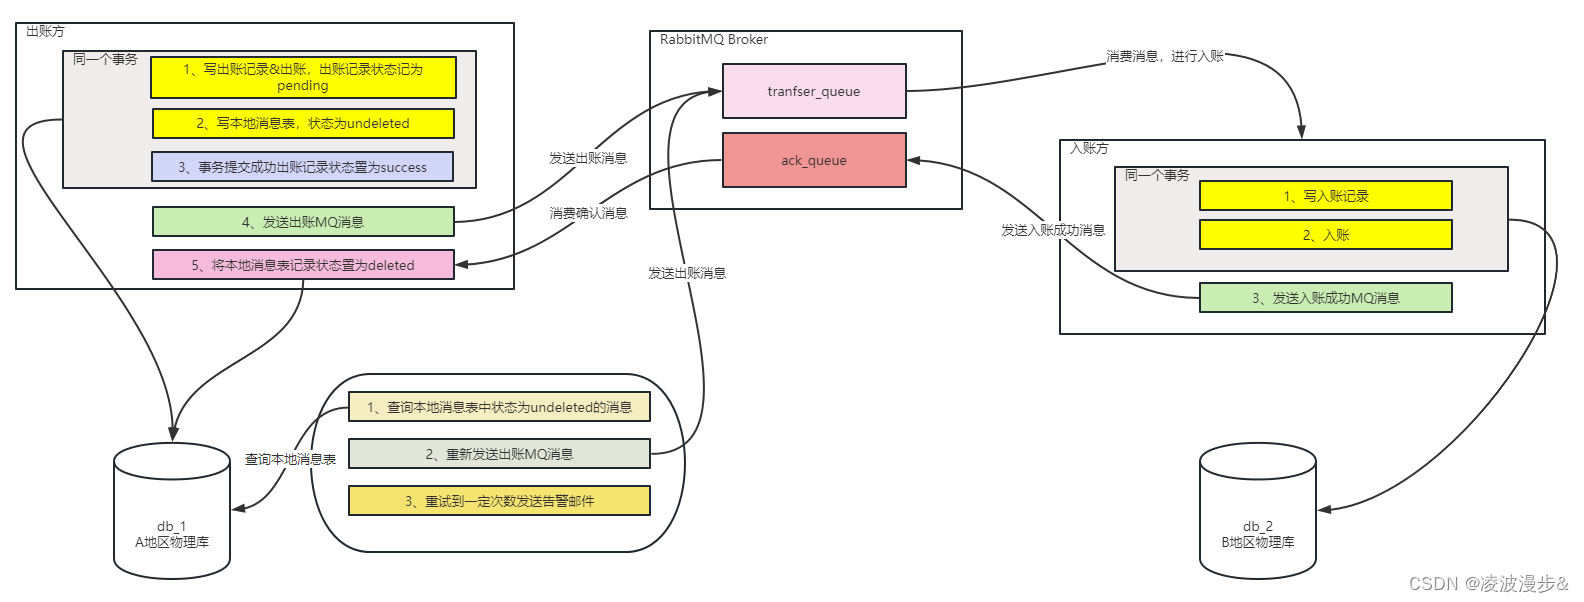 出账方
同一个事务
1、写出账记录&出账，出账记录状态记为
pending
2、写本地消息表，状态为undeleted
3、事务提交成功出账记录状态置为success
4、发送出账MQ消息
5、将本地消息表记录状态置为deleted
发送出账消息
消费确认消息
发送出账消息
RabbitMQ Broker
tranfser_queue
ack_queue
消费消息，进行入账
发送入账成功消息
入账方
同一个事务
1、写入账记录
2、入账
3、发送入账成功MQ消息
1、查询本地消息表中状态为undeleted的消息
2、重新发送出账MQ消息
3、重试到一定次数发送告警邮件
查询本地消息表
db_1
A地区物理库
db_2
B地区物理库
CSDN @凌波漫步&